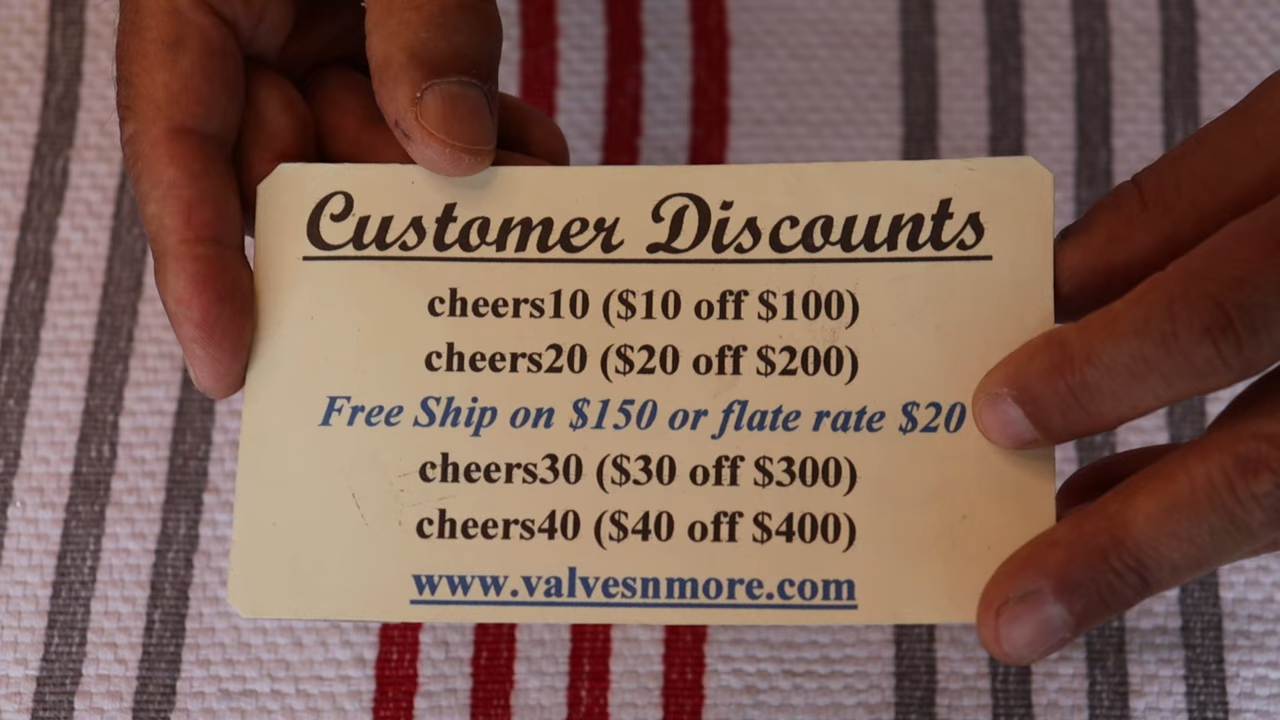 Customer Discounts
cheers10 ($10 off $100)
cheers20 ($20 off $200)
Free Ship on $150 or flate rate $20
cheers30 ($30 off $300)
cheers40 ($40 off $400)
www.valvesnmore.com